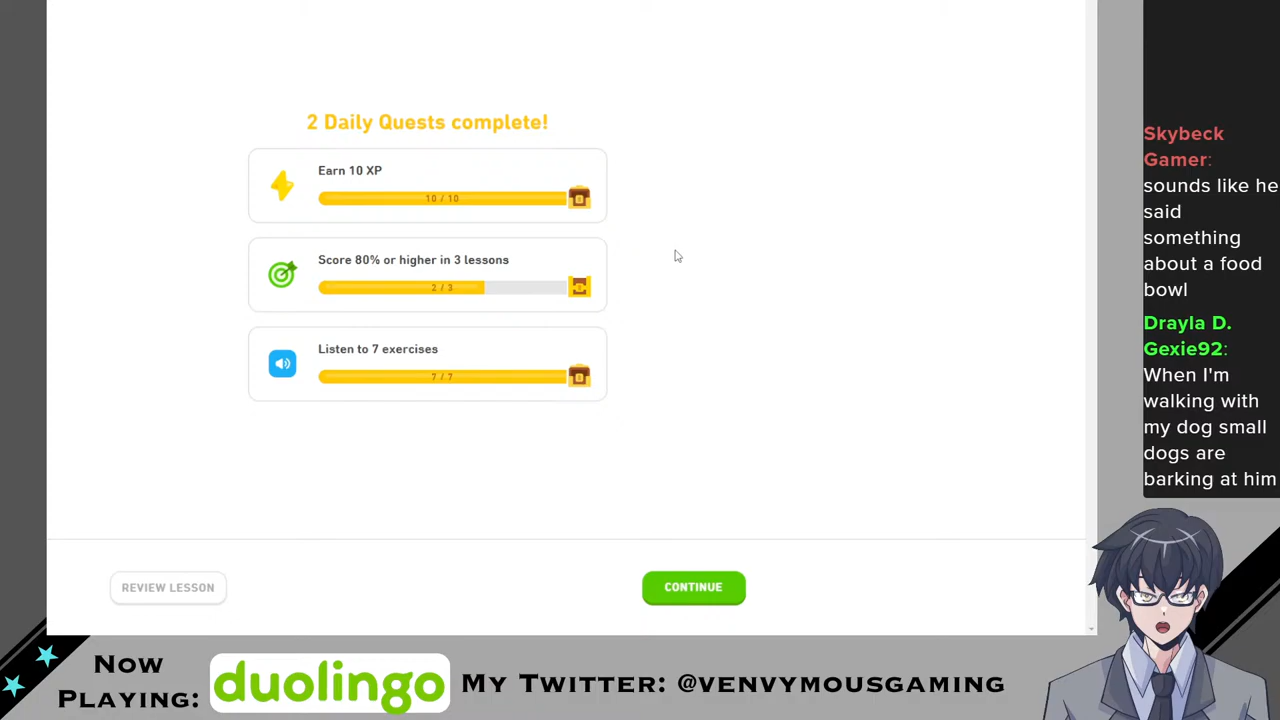 2 Daily Quests complete!
Earn 10 XP
10 / 10
Score 80% or higher in 3 lessons
2 / 3
Listen to 7 exercises
7 / 7
REVIEW LESSON
CONTINUE
Skybeck
Gamer:
sounds like he
said
something
about a food
bowl
Drayla D.
Gexie92:
When I'm
walking with
my dog small
dogs are
barking at him
Now
Playing:
duolingo
My Twitter: @venvymousgaming